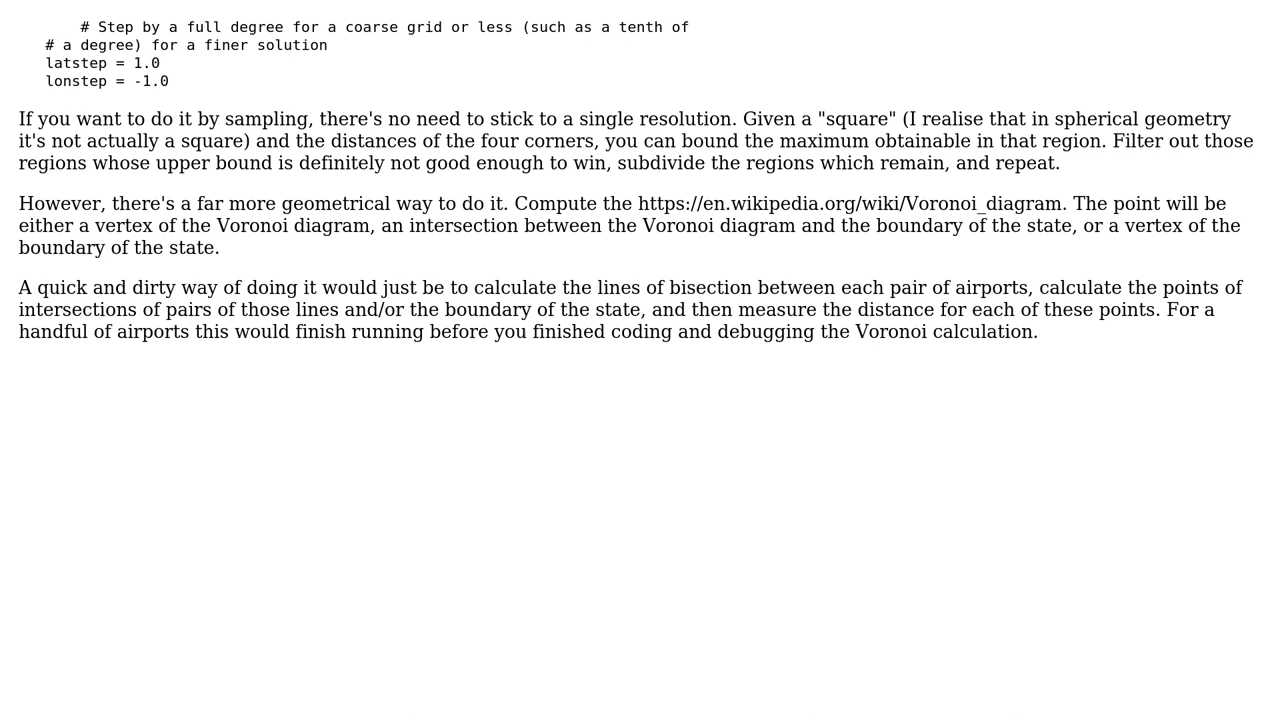 # Step by a full degree for a coarse grid or less (such as a tenth of
# a degree) for a finer solution
latstep = 1.0
lonstep = -1.0
If you want to do it by sampling, there's no need to stick to a single resolution. Given a "square" (I realise that in spherical geometry
it's not actually a square) and the distances of the four corners, you can bound the maximum obtainable in that region. Filter out those
regions whose upper bound is definitely not good enough to win, subdivide the regions which remain, and repeat.
However, there's a far more geometrical way to do it. Compute the https://en.wikipedia.org/wiki/Voronoi_diagram. The point will be
either a vertex of the Voronoi diagram, an intersection between the Voronoi diagram and the boundary of the state, or a vertex of the
boundary of the state.
A quick and dirty way of doing it would just be to calculate the lines of bisection between each pair of airports, calculate the points of
intersections of pairs of those lines and/or the boundary of the state, and then measure the distance for each of these points. For a
handful of airports this would finish running before you finished coding and debugging the Voronoi calculation.